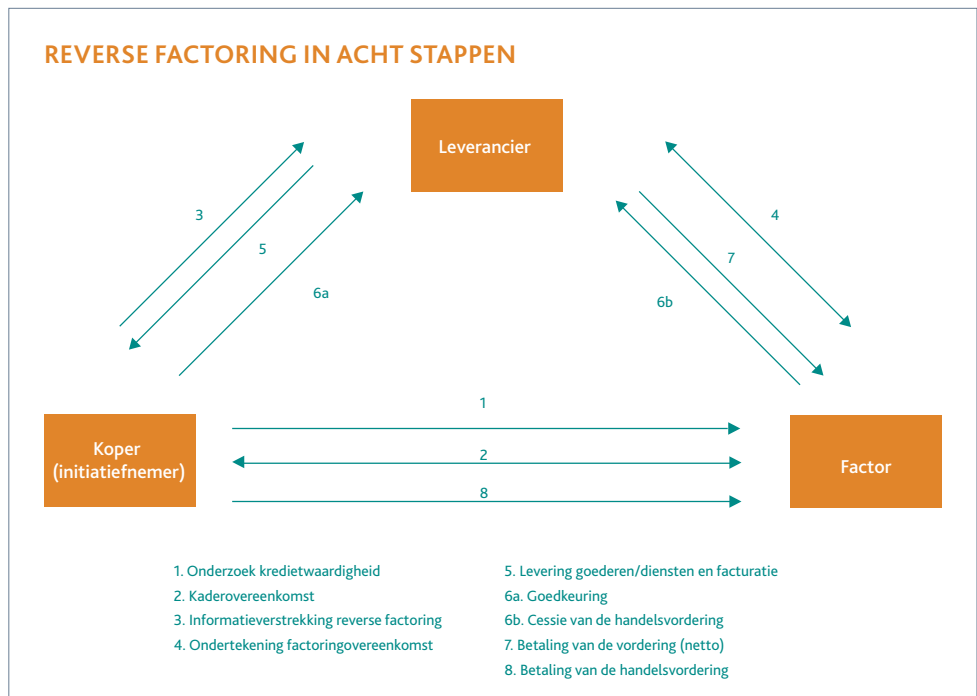 REVERSE FACTORING IN ACHT STAPPEN
Leverancier
3
5
6a
4
7
6b
Koper
(initiatiefnemer)
1
2
8
Factor
1. Onderzoek kredietwaardigheid
2. Kaderovereenkomst
3. Informatieverstrekking reverse factoring
4. Ondertekening factoringovereenkomst
5. Levering goederen/diensten en facturatie
6a. Goedkeuring
6b. Cessie van de handelsvordering
7. Betaling van de vordering (netto)
8. Betaling van de handelsvordering